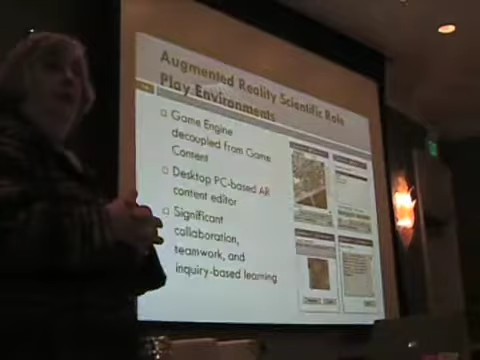 Augmented Reality Scientific Role
Play Environments
Game Engine
decoupled from Game
Content
Desktop PC-based AR
content editor
Significant
collaboration,
teamwork, and
inquiry-based learning